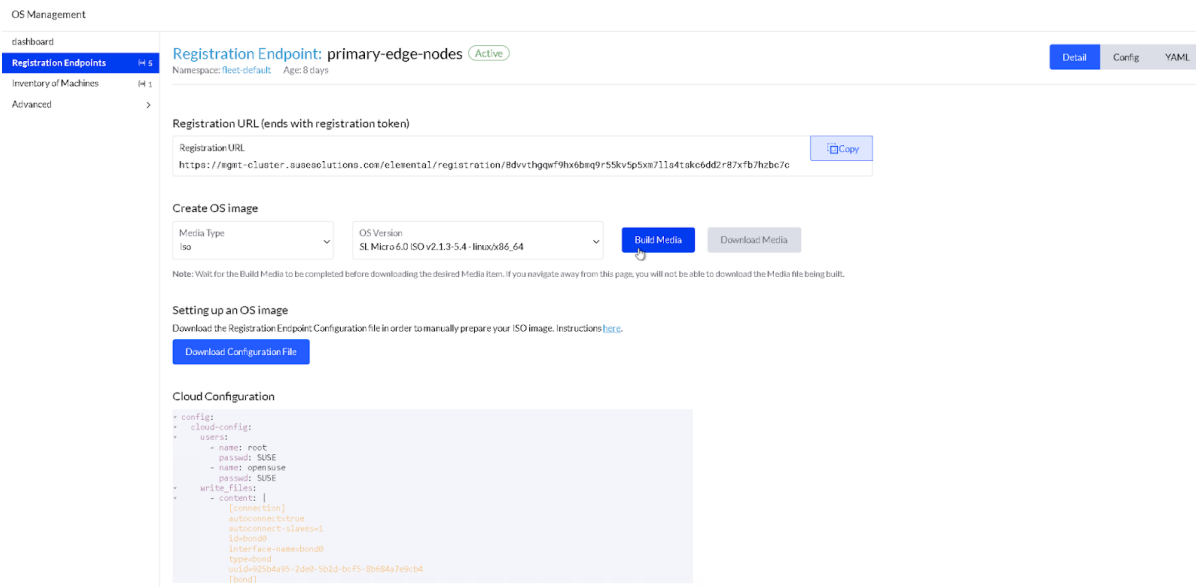 OS Management
dashboard
Registration Endpoints 5
Inventory of Machines 1
Advanced
Registration Endpoint: primary-edge-nodes Active
Namespace: fleet-default Age: 8 days
Detail Config YAML
Registration URL (ends with registration token)
Registration URL
https://mgmt-cluster.susesolutions.com/elemental/registration/8dvvthgqwf9hx6bmq9r55kv5p5xm7lls4tskc6dd2r87xfb7hzbc7c
Copy
Create OS image
Media Type
Iso
OS Version
SL Micro 6.0 ISO v2.1.3-5.4 - linux/x86_64
Build Media
Download Media
Note: Wait for the Build Media to be completed before downloading the desired Media item. If you navigate away from this page, you will not be able to download the Media file being built.
Setting up an OS image
Download the Registration Endpoint Configuration file in order to manually prepare your ISO image. Instructions here.
Download Configuration File
Cloud Configuration
config:
cloud-config:
users:
- name: root
passwd: SUSE
- name: opensuse
passwd: SUSE
write_files:
- content: |
[connection]
autoconnect=true
autoconnect-slaves=1
id=bond0
interface-name=bond0
type=bond
uuid=925b4a95-2de0-5b2d-bcf5-8b684a7e9cb4
[bond]